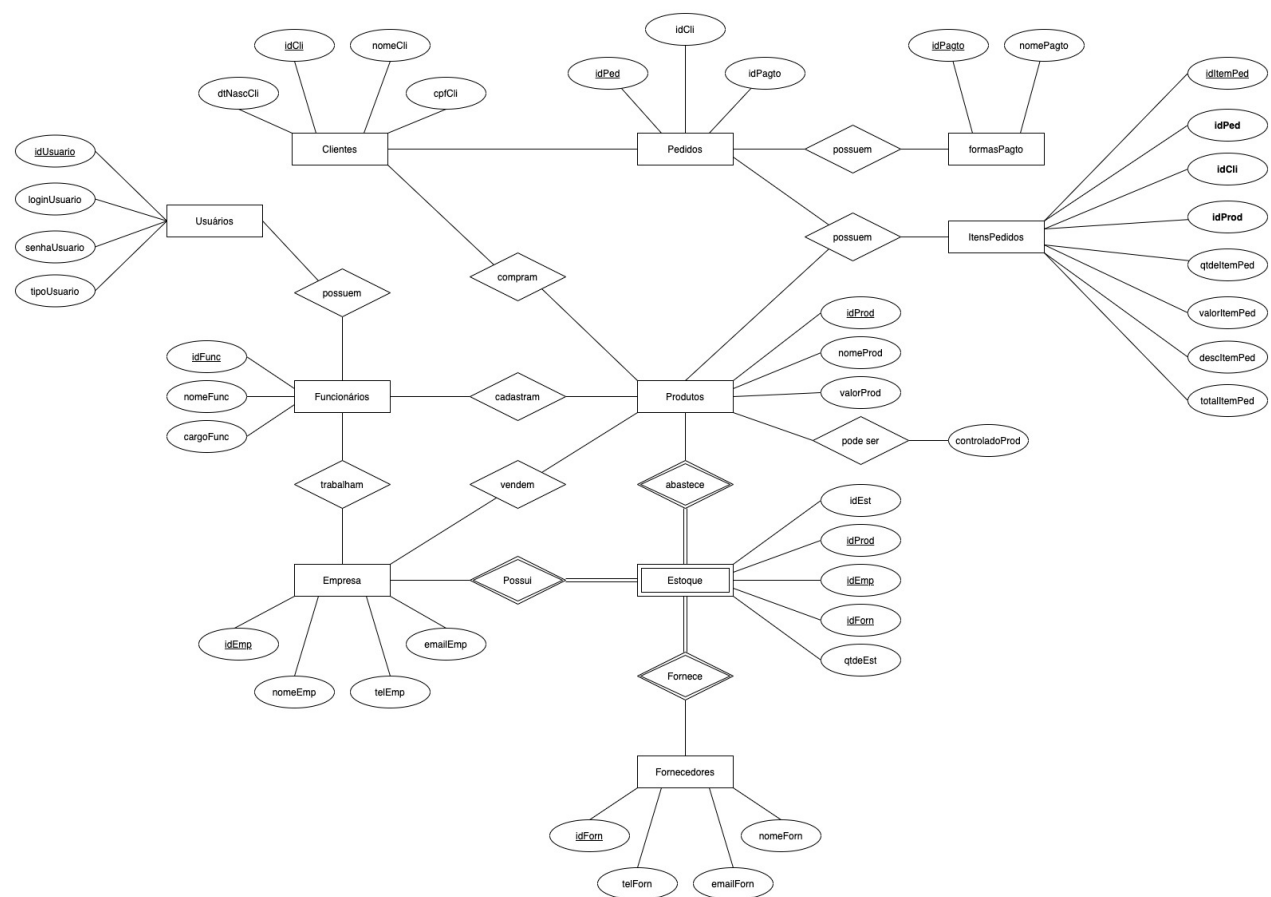 idCli
idCli
nomeCli
idPagto
nomePagto
idPed
idPagto
idItemPed
dtNascCli
cpfCli
idPed
Clientes
Pedidos
possuem
formasPagto
idUsuario
idCli
loginUsuario
Usuários
idProd
possuem
ItensPedidos
senhaUsuario
qtdeItemPed
compram
tipoUsuario
possuem
idProd
valorItemPed
idFunc
nomeProd
descItemPed
nomeFunc
Funcionários
cadastram
Produtos
valorProd
totalItemPed
cargoFunc
pode ser
controladoProd
trabalham
vendem
abastece
idEst
idProd
Empresa
Possui
Estoque
idEmp
idForn
idEmp
emailEmp
qtdeEst
Fornece
nomeEmp
telEmp
Fornecedores
idForn
nomeForn
telForn
emailForn